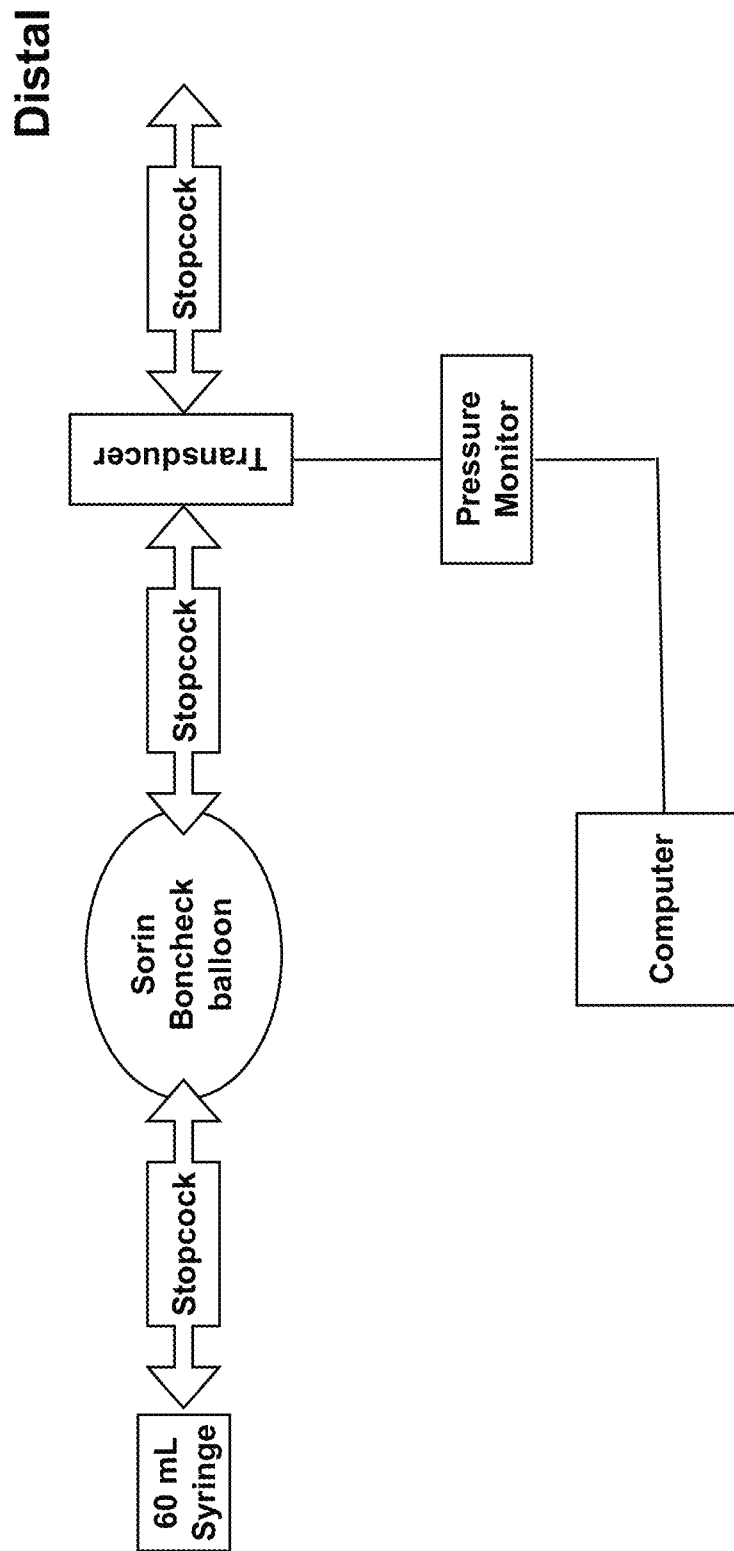 Distal
60 mL
Syringe
Stopcock
Sorin
Boncheck
balloon
Stopcock
Transducer
Stopcock
Pressure
Monitor
Computer